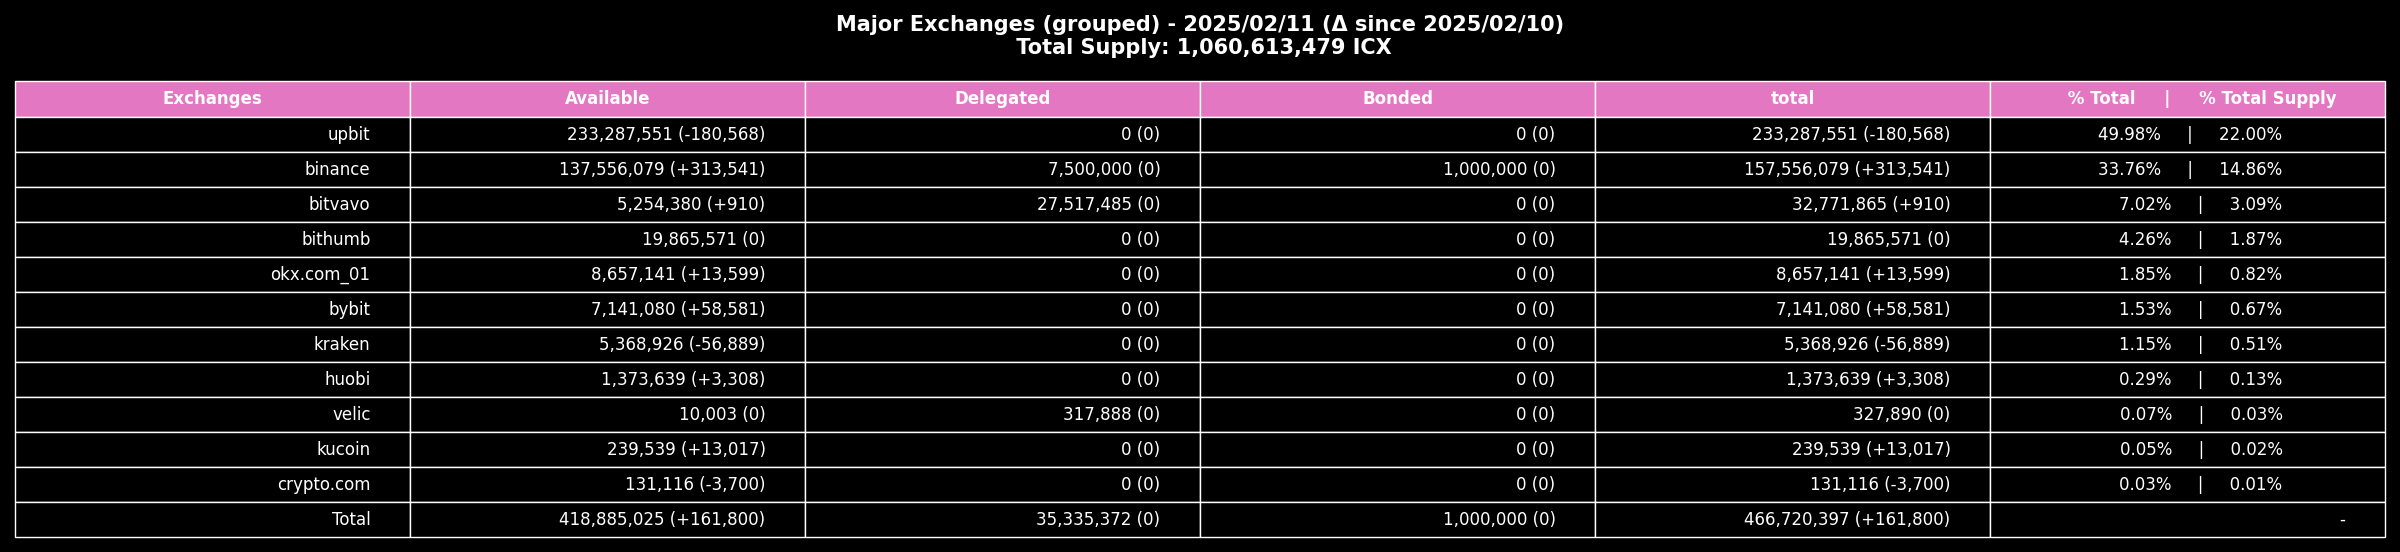 Major Exchanges (grouped) - 2025/02/11 (Δ since 2025/02/10)
Total Supply: 1,060,613,479 ICX
Exchanges Available Delegated Bonded total % Total | % Total Supply
upbit 233,287,551 (-180,568) 0 (0) 0 (0) 233,287,551 (-180,568) 49.98% | 22.00%
binance 137,556,079 (+313,541) 7,500,000 (0) 1,000,000 (0) 157,556,079 (+313,541) 33.76% | 14.86%
bitvavo 5,254,380 (+910) 27,517,485 (0) 0 (0) 32,771,865 (+910) 7.02% | 3.09%
bithumb 19,865,571 (0) 0 (0) 0 (0) 19,865,571 (0) 4.26% | 1.87%
okx.com_01 8,657,141 (+13,599) 0 (0) 0 (0) 8,657,141 (+13,599) 1.85% | 0.82%
bybit 7,141,080 (+58,581) 0 (0) 0 (0) 7,141,080 (+58,581) 1.53% | 0.67%
kraken 5,368,926 (-56,889) 0 (0) 0 (0) 5,368,926 (-56,889) 1.15% | 0.51%
huobi 1,373,639 (+3,308) 0 (0) 0 (0) 1,373,639 (+3,308) 0.29% | 0.13%
velic 10,003 (0) 317,888 (0) 0 (0) 327,890 (0) 0.07% | 0.03%
kucoin 239,539 (+13,017) 0 (0) 0 (0) 239,539 (+13,017) 0.05% | 0.02%
crypto.com 131,116 (-3,700) 0 (0) 0 (0) 131,116 (-3,700) 0.03% | 0.01%
Total 418,885,025 (+161,800) 35,335,372 (0) 1,000,000 (0) 466,720,397 (+161,800) -